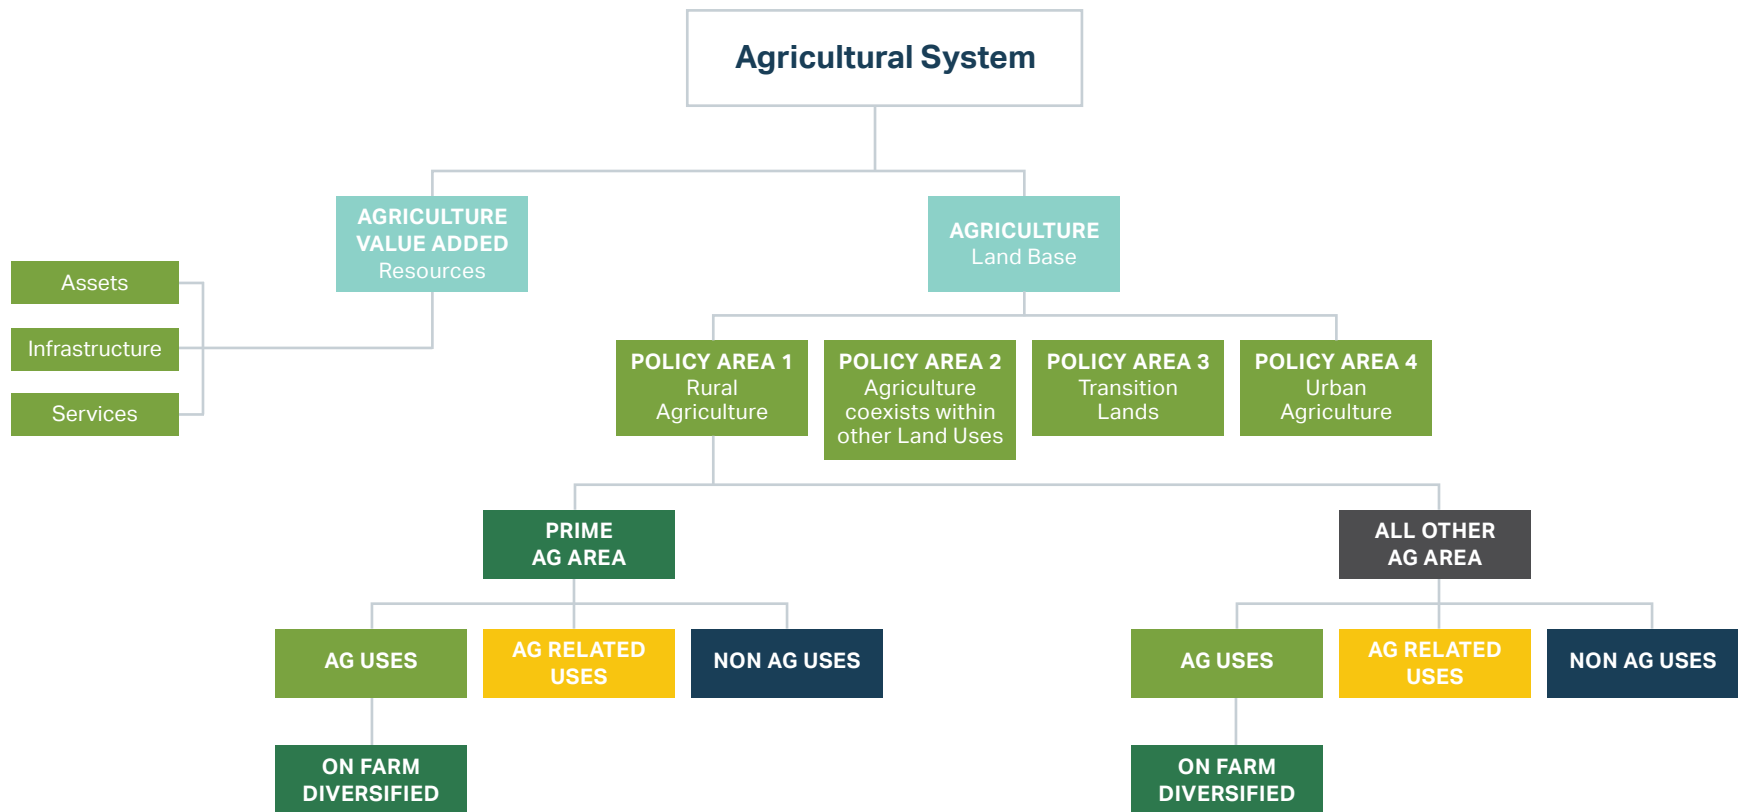 Agricultural System
AGRICULTURE
VALUE ADDED
Resources
AGRICULTURE
Land Base
Assets
Infrastructure
Services
POLICY AREA 1
Rural
Agriculture
POLICY AREA 2
Agriculture
coexists within
other Land Uses
POLICY AREA 3
Transition
Lands
POLICY AREA 4
Urban
Agriculture
PRIME
AG AREA
ALL OTHER
AG AREA
AG USES
AG RELATED
USES
NON AG USES
AG USES
AG RELATED
USES
NON AG USES
ON FARM
DIVERSIFIED
ON FARM
DIVERSIFIED